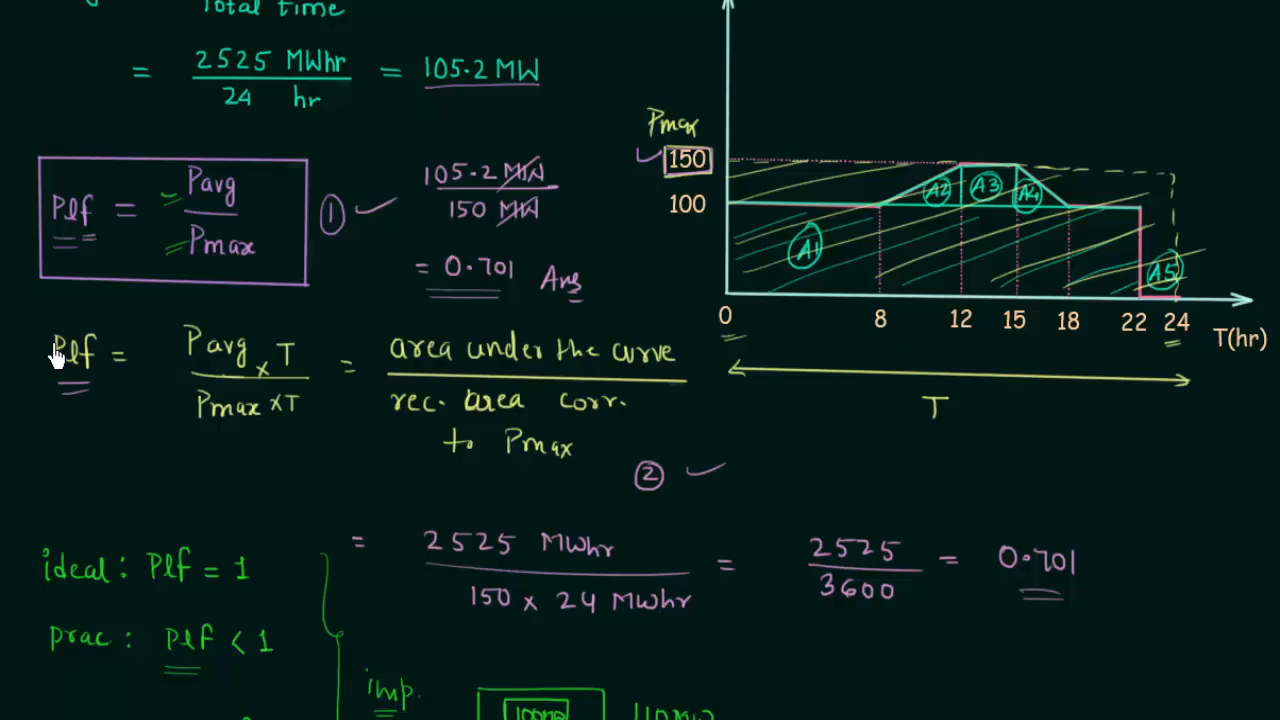 Total time
= 2525 MWhr / 24 hr = 105.2 MW
Plf = Pavg / Pmax ①
105.2 MW / 150 MW
= 0.701 Ans
Plf = Pavg × T / Pmax × T = area under the curve / rec. area corr. to Pmax
②
= 2525 MWhr / 150 × 24 MWhr = 2525 / 3600 = 0.701
ideal : Plf = 1
prac : Plf < 1
imp.
100MW
110MW
Pmax
150
100
A1
A2
A3
A4
A5
0 8 12 15 18 22 24 T(hr)
T